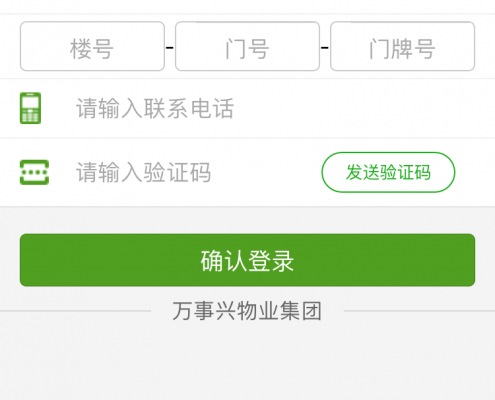 楼号-门号-门牌号
请输入联系电话
请输入验证码 发送验证码
确认登录
万事兴物业集团